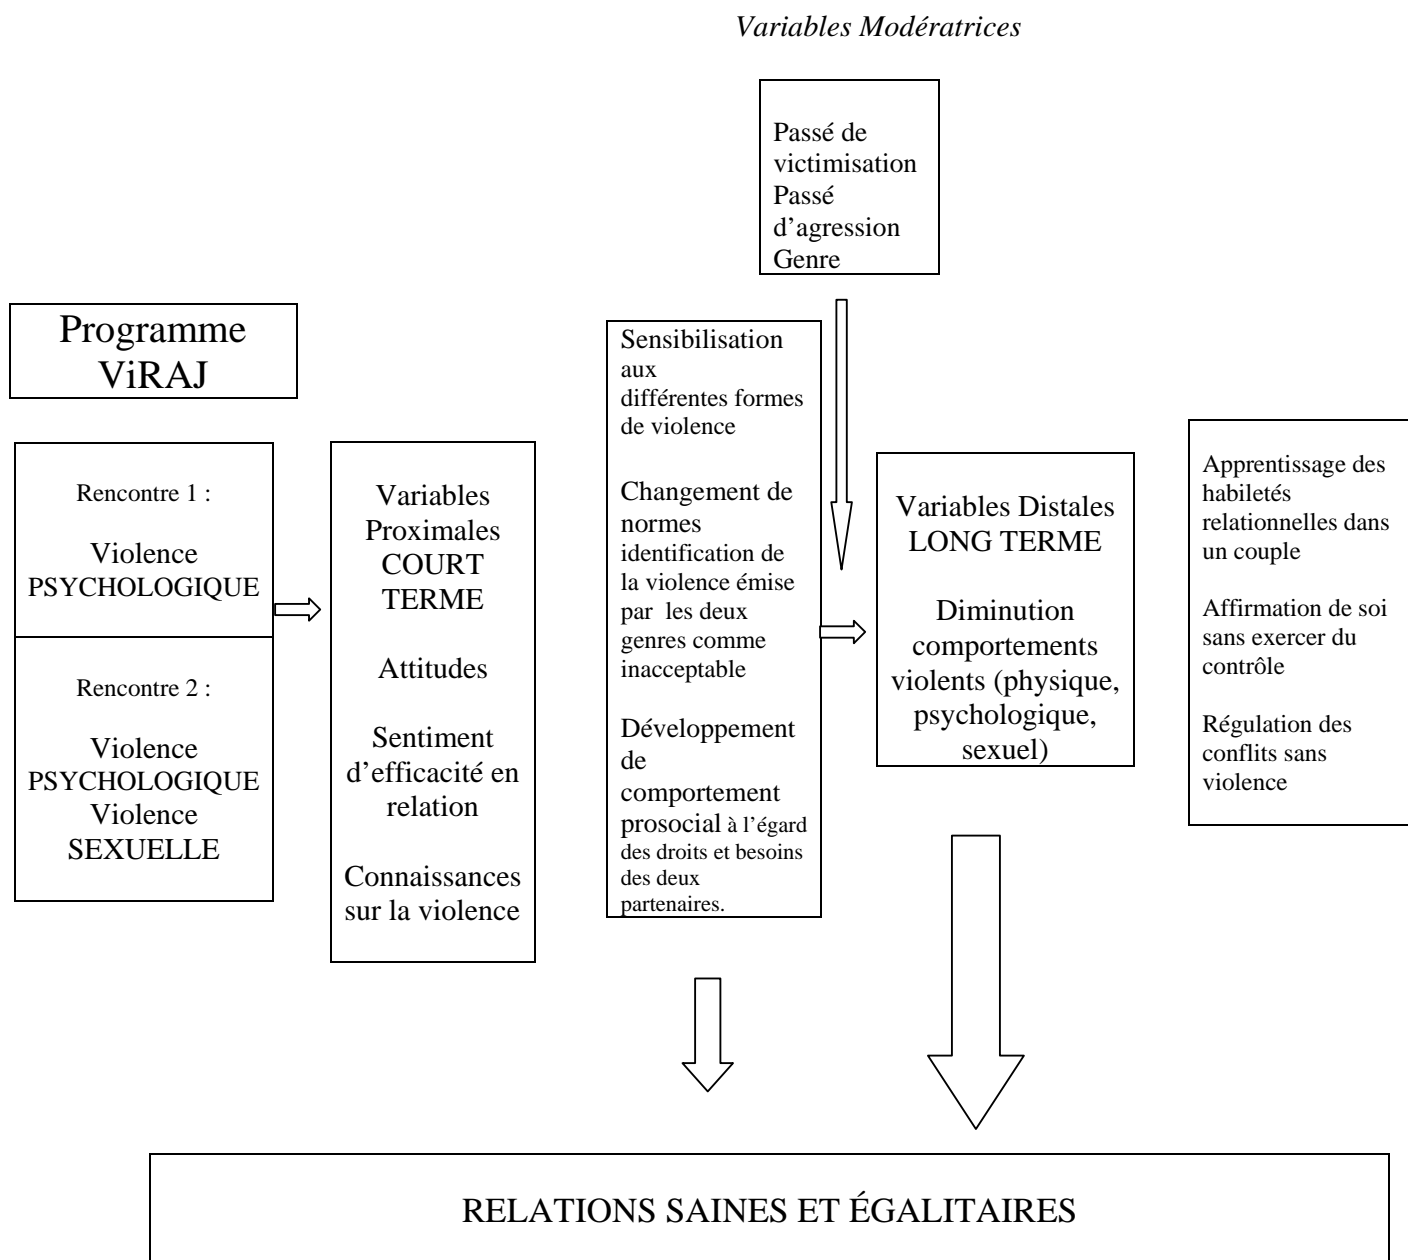 Variables Modératrices
Passé de
victimisation
Passé
d’agression
Genre
Programme
ViRAJ
Rencontre 1 :
Violence
PSYCHOLOGIQUE
Rencontre 2 :
Violence
PSYCHOLOGIQUE
Violence
SEXUELLE
Variables
Proximales
COURT
TERME
Attitudes
Sentiment
d’efficacité en
relation
Connaissances
sur la violence
Sensibilisation
aux
différentes formes
de violence
Changement de
normes
identification de
la violence émise
par les deux
genres comme
inacceptable
Développement
de
comportement
prosocial à l’égard
des droits et besoins
des deux
partenaires.
Variables Distales
LONG TERME
Diminution
comportements
violents (physique,
psychologique,
sexuel)
Apprentissage des
habiletés
relationnelles dans
un couple
Affirmation de soi
sans exercer du
contrôle
Régulation des
conflits sans
violence
RELATIONS SAINES ET ÉGALITAIRES